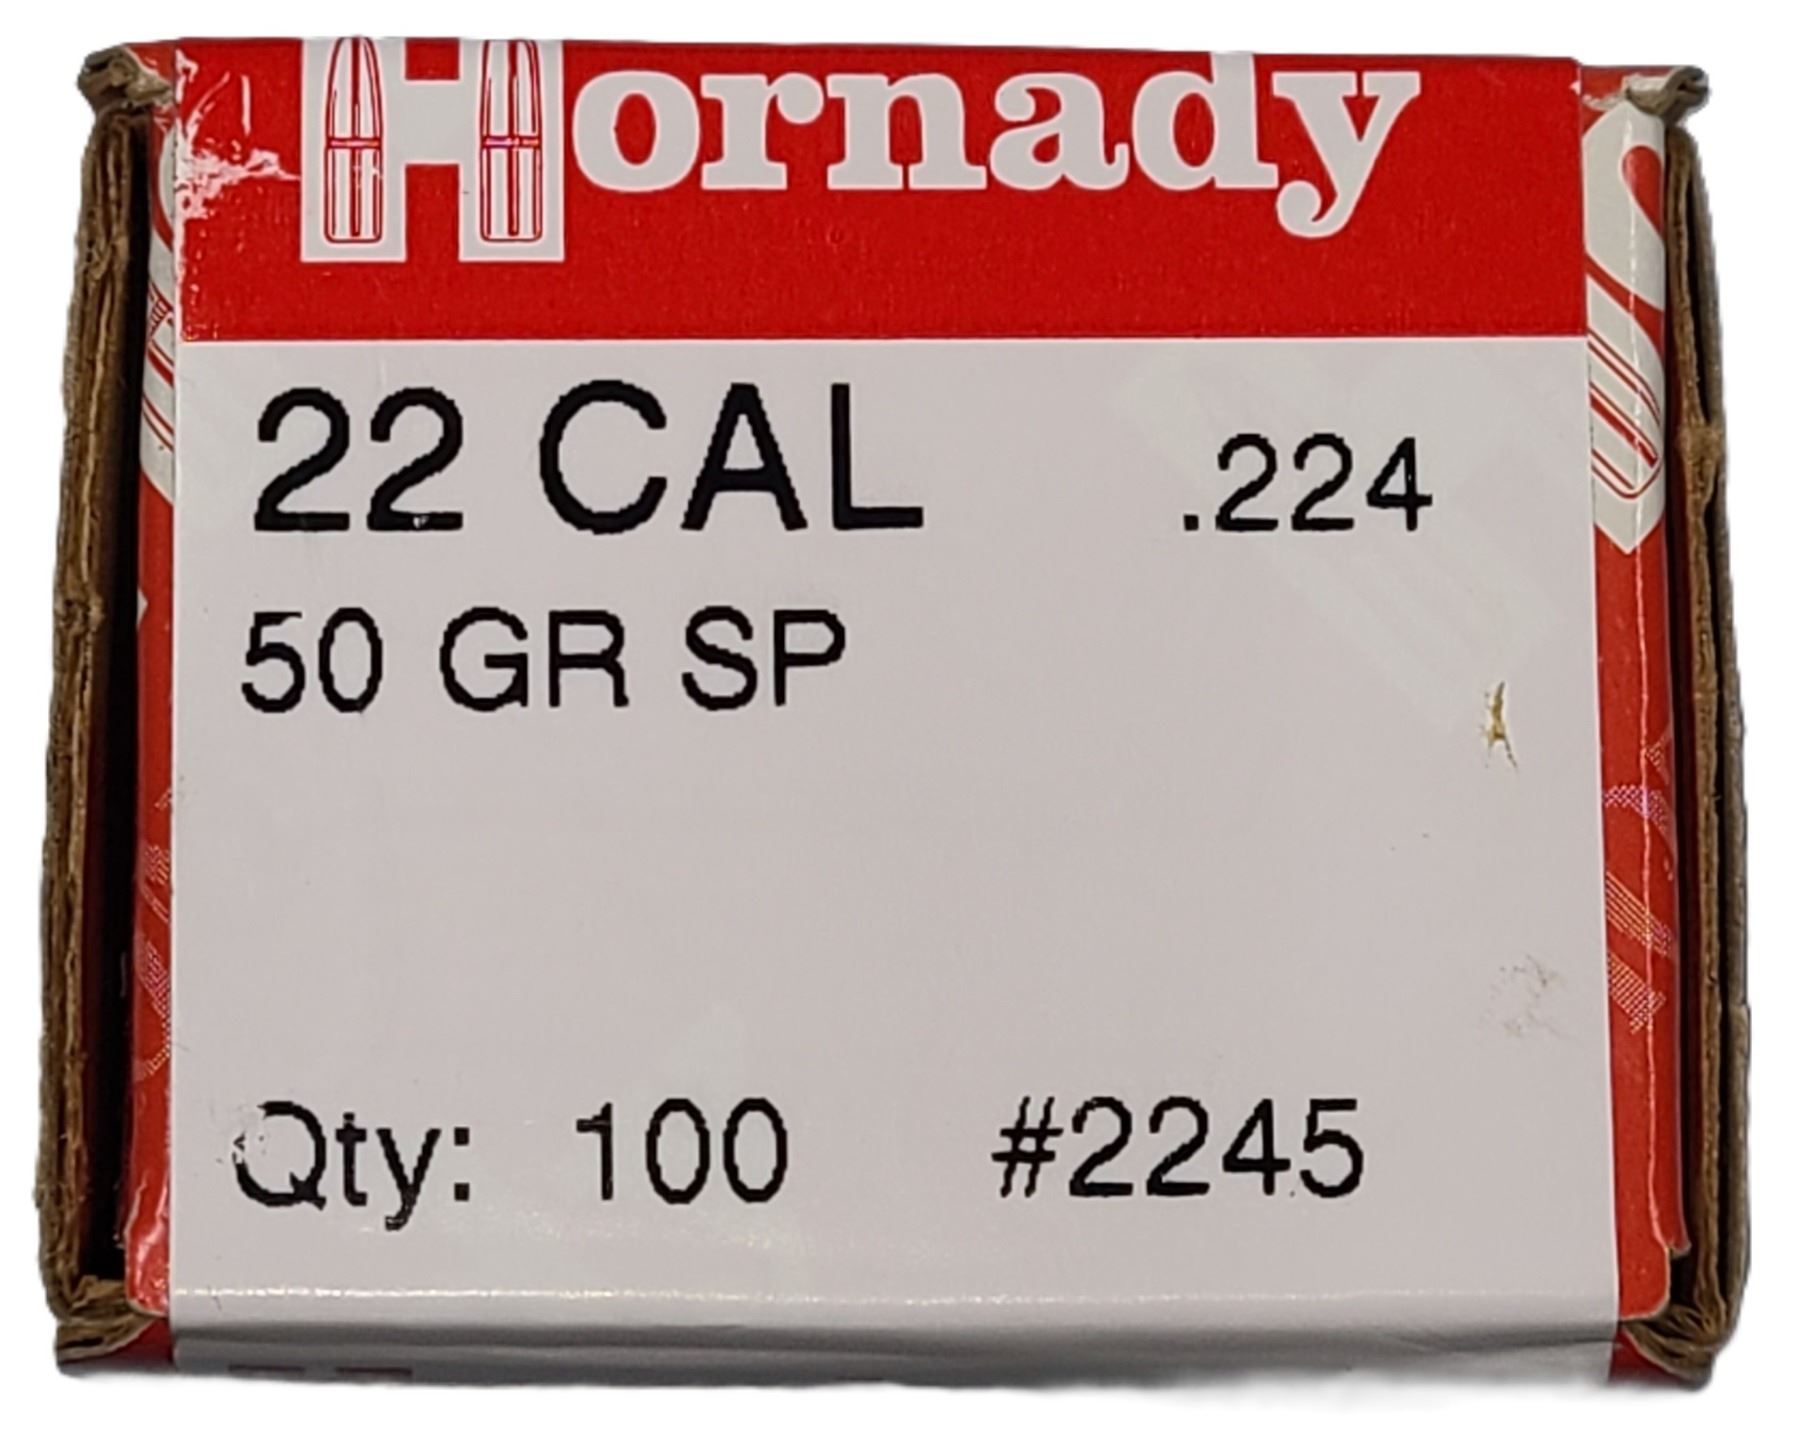 Hornady
22 CAL .224
50 GR SP
Qty: 100 #2245